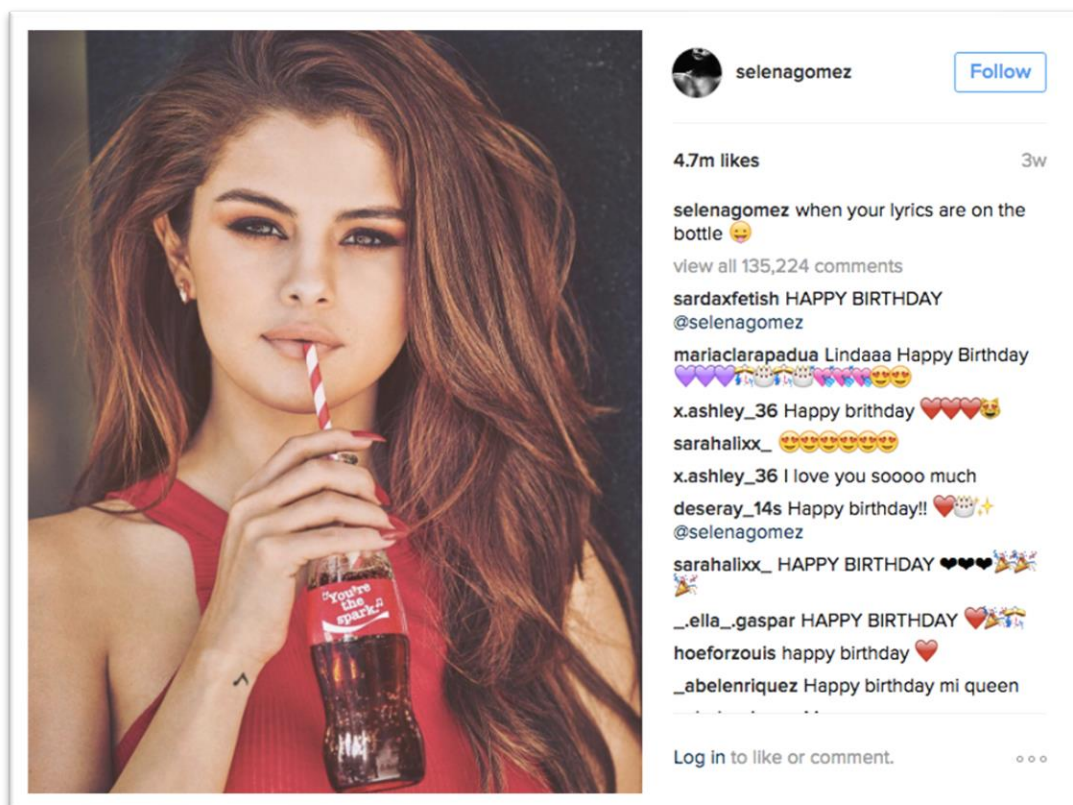 selenagomez
Follow
4.7m likes
3w
selenagomez when your lyrics are on the
bottle 😛
view all 135,224 comments
sardaxfetish HAPPY BIRTHDAY
@selenagomez
mariaclarapadua Lindaaa Happy Birthday
💜💜💜🎊🎂🎊🎂💖💖💖😍😍
x.ashley_36 Happy brithday ❤️❤️❤️😻
sarahalixx_ 😍😍😍😍😍😍
x.ashley_36 I love you soooo much
deseray_14s Happy birthday!! ❤️🎂✨
@selenagomez
sarahalixx_ HAPPY BIRTHDAY ❤❤❤🎉🎉
🎉
_.ella_.gaspar HAPPY BIRTHDAY ❤️🎉🎊
hoeforzouis happy birthday ❤️
_abelenriquez Happy birthday mi queen
Log in to like or comment.
"You're
the
spark."